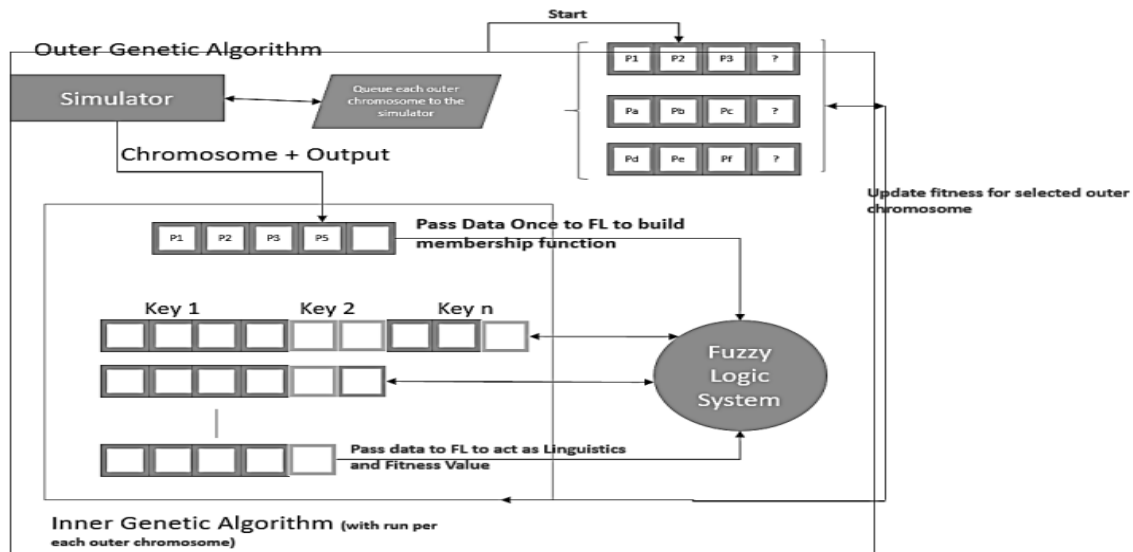 Start
Outer Genetic Algorithm
P1 P2 P3 ?
Simulator
Queue each outer
chromosome to the
simulator
Pa Pb Pc ?
Chromosome + Output
Pd Pe Pf ?
Update fitness for selected outer
chromosome
P1 P2 P3 P5
Pass Data Once to FL to build
membership function
Key 1 Key 2 Key n
Fuzzy
Logic
System
Pass data to FL to act as Linguistics
and Fitness Value
Inner Genetic Algorithm (with run per
each outer chromosome)